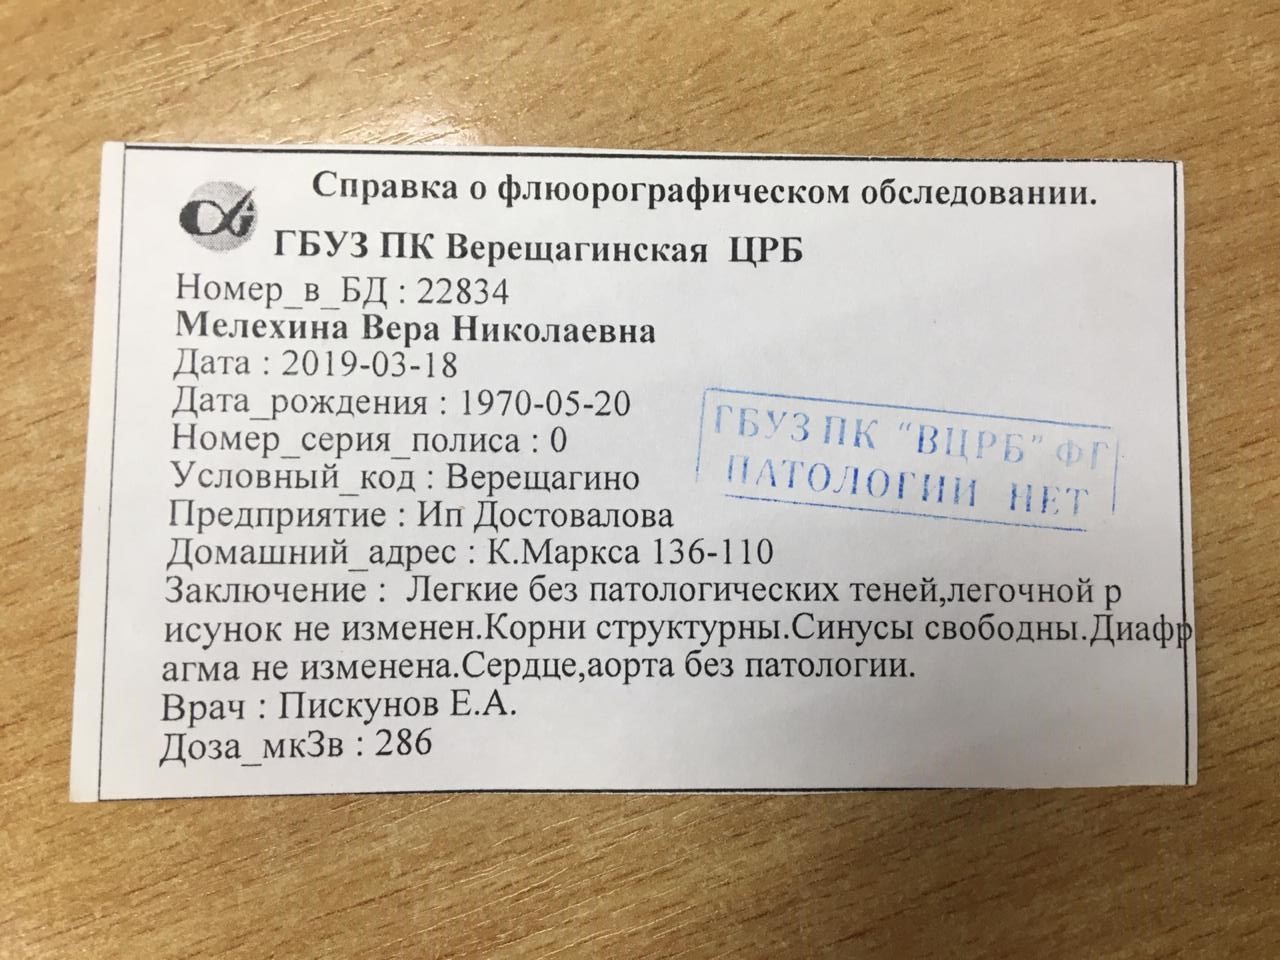 Справка о флюорографическом обследовании.
ГБУЗ ПК Верещагинская ЦРБ
Номер_в_БД : 22834
Мелехина Вера Николаевна
Дата : 2019-03-18
Дата_рождения : 1970-05-20
Номер_серия_полиса : 0
Условный_код : Верещагино
Предприятие : Ип Достовалова
Домашний_адрес : К.Маркса 136-110
Заключение : Легкие без патологических теней,легочной р
исунок не изменен.Корни структурны.Синусы свободны.Диафр
агма не изменена.Сердце,аорта без патологии.
Врач : Пискунов Е.А.
Доза_мкЗв : 286
ГБУЗ ПК "ВЦРБ" ФГ
ПАТОЛОГИИ НЕТ